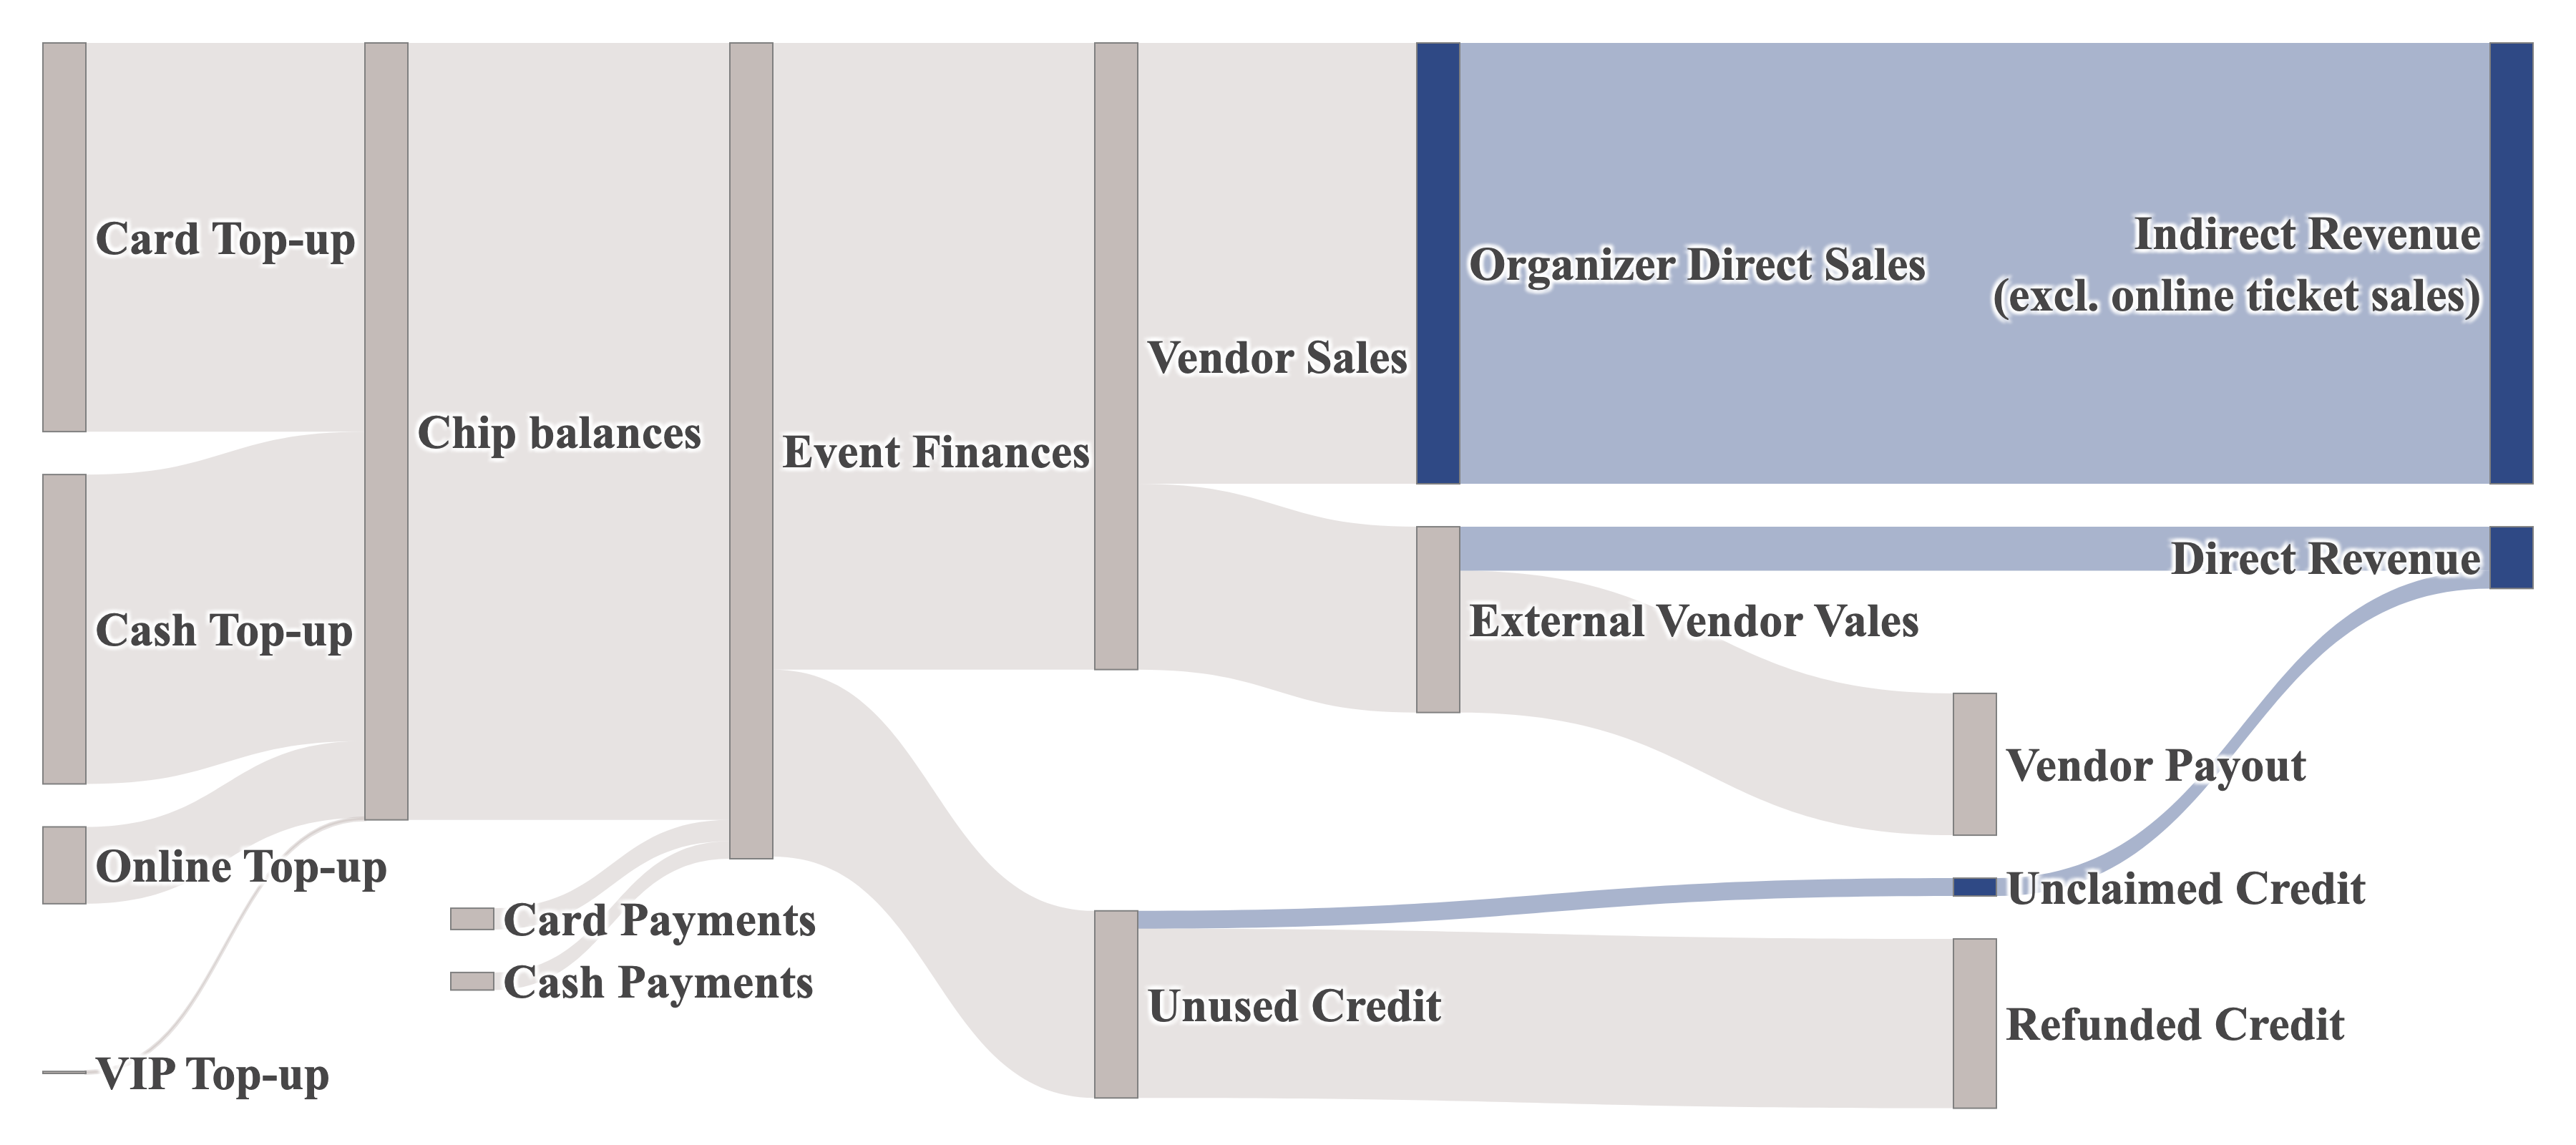 Card Top-up
Cash Top-up
Online Top-up
VIP Top-up
Chip balances
Card Payments
Cash Payments
Event Finances
Vendor Sales
Unused Credit
Organizer Direct Sales
External Vendor Vales
Vendor Payout
Unclaimed Credit
Refunded Credit
Indirect Revenue
(excl. online ticket sales)
Direct Revenue